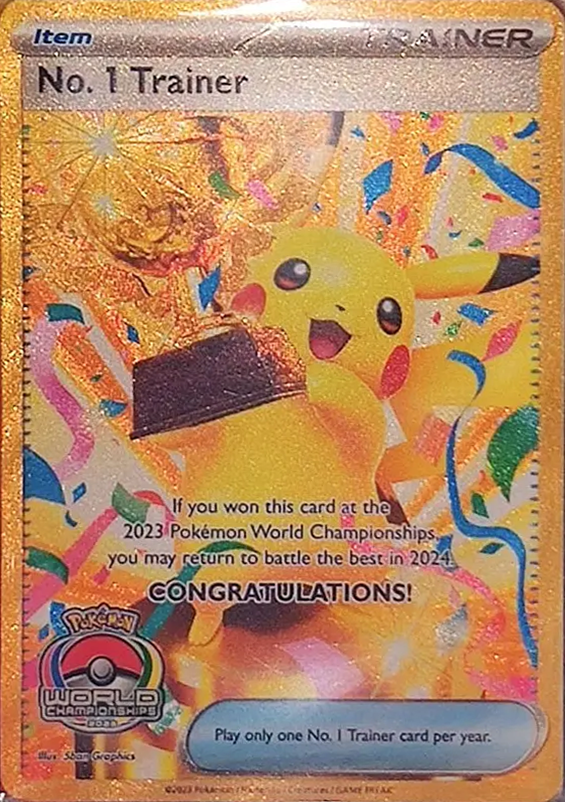 Item
TRAINER
No. 1 Trainer
If you won this card at the
2023 Pokémon World Championships,
you may return to battle the best in 2024.
CONGRATULATIONS!
Pokémon
WORLD
CHAMPIONSHIPS
2023
Play only one No. 1 Trainer card per year.
Illus. 5ban Graphics
©2023 Pokémon / Nintendo / Creatures / GAME FREAK